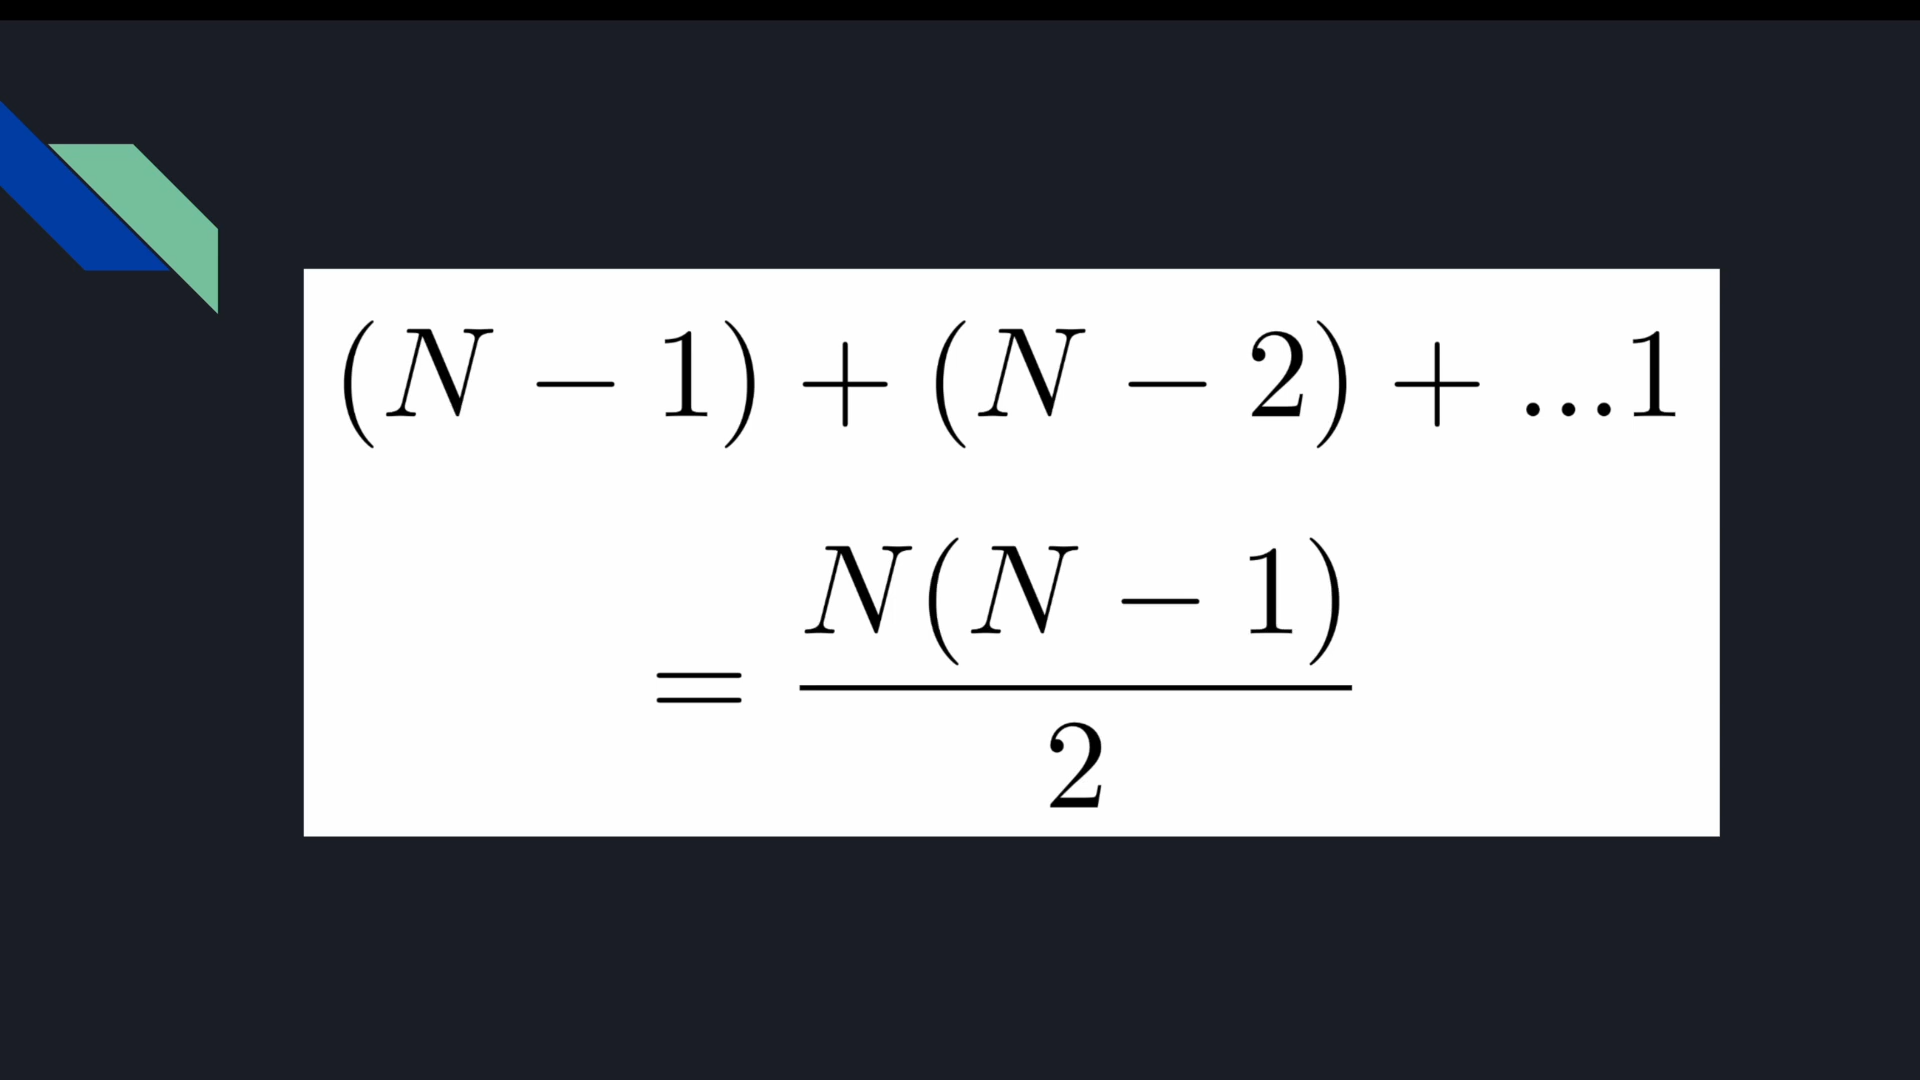 (N − 1) + (N − 2) + ...1
= N(N − 1)
2